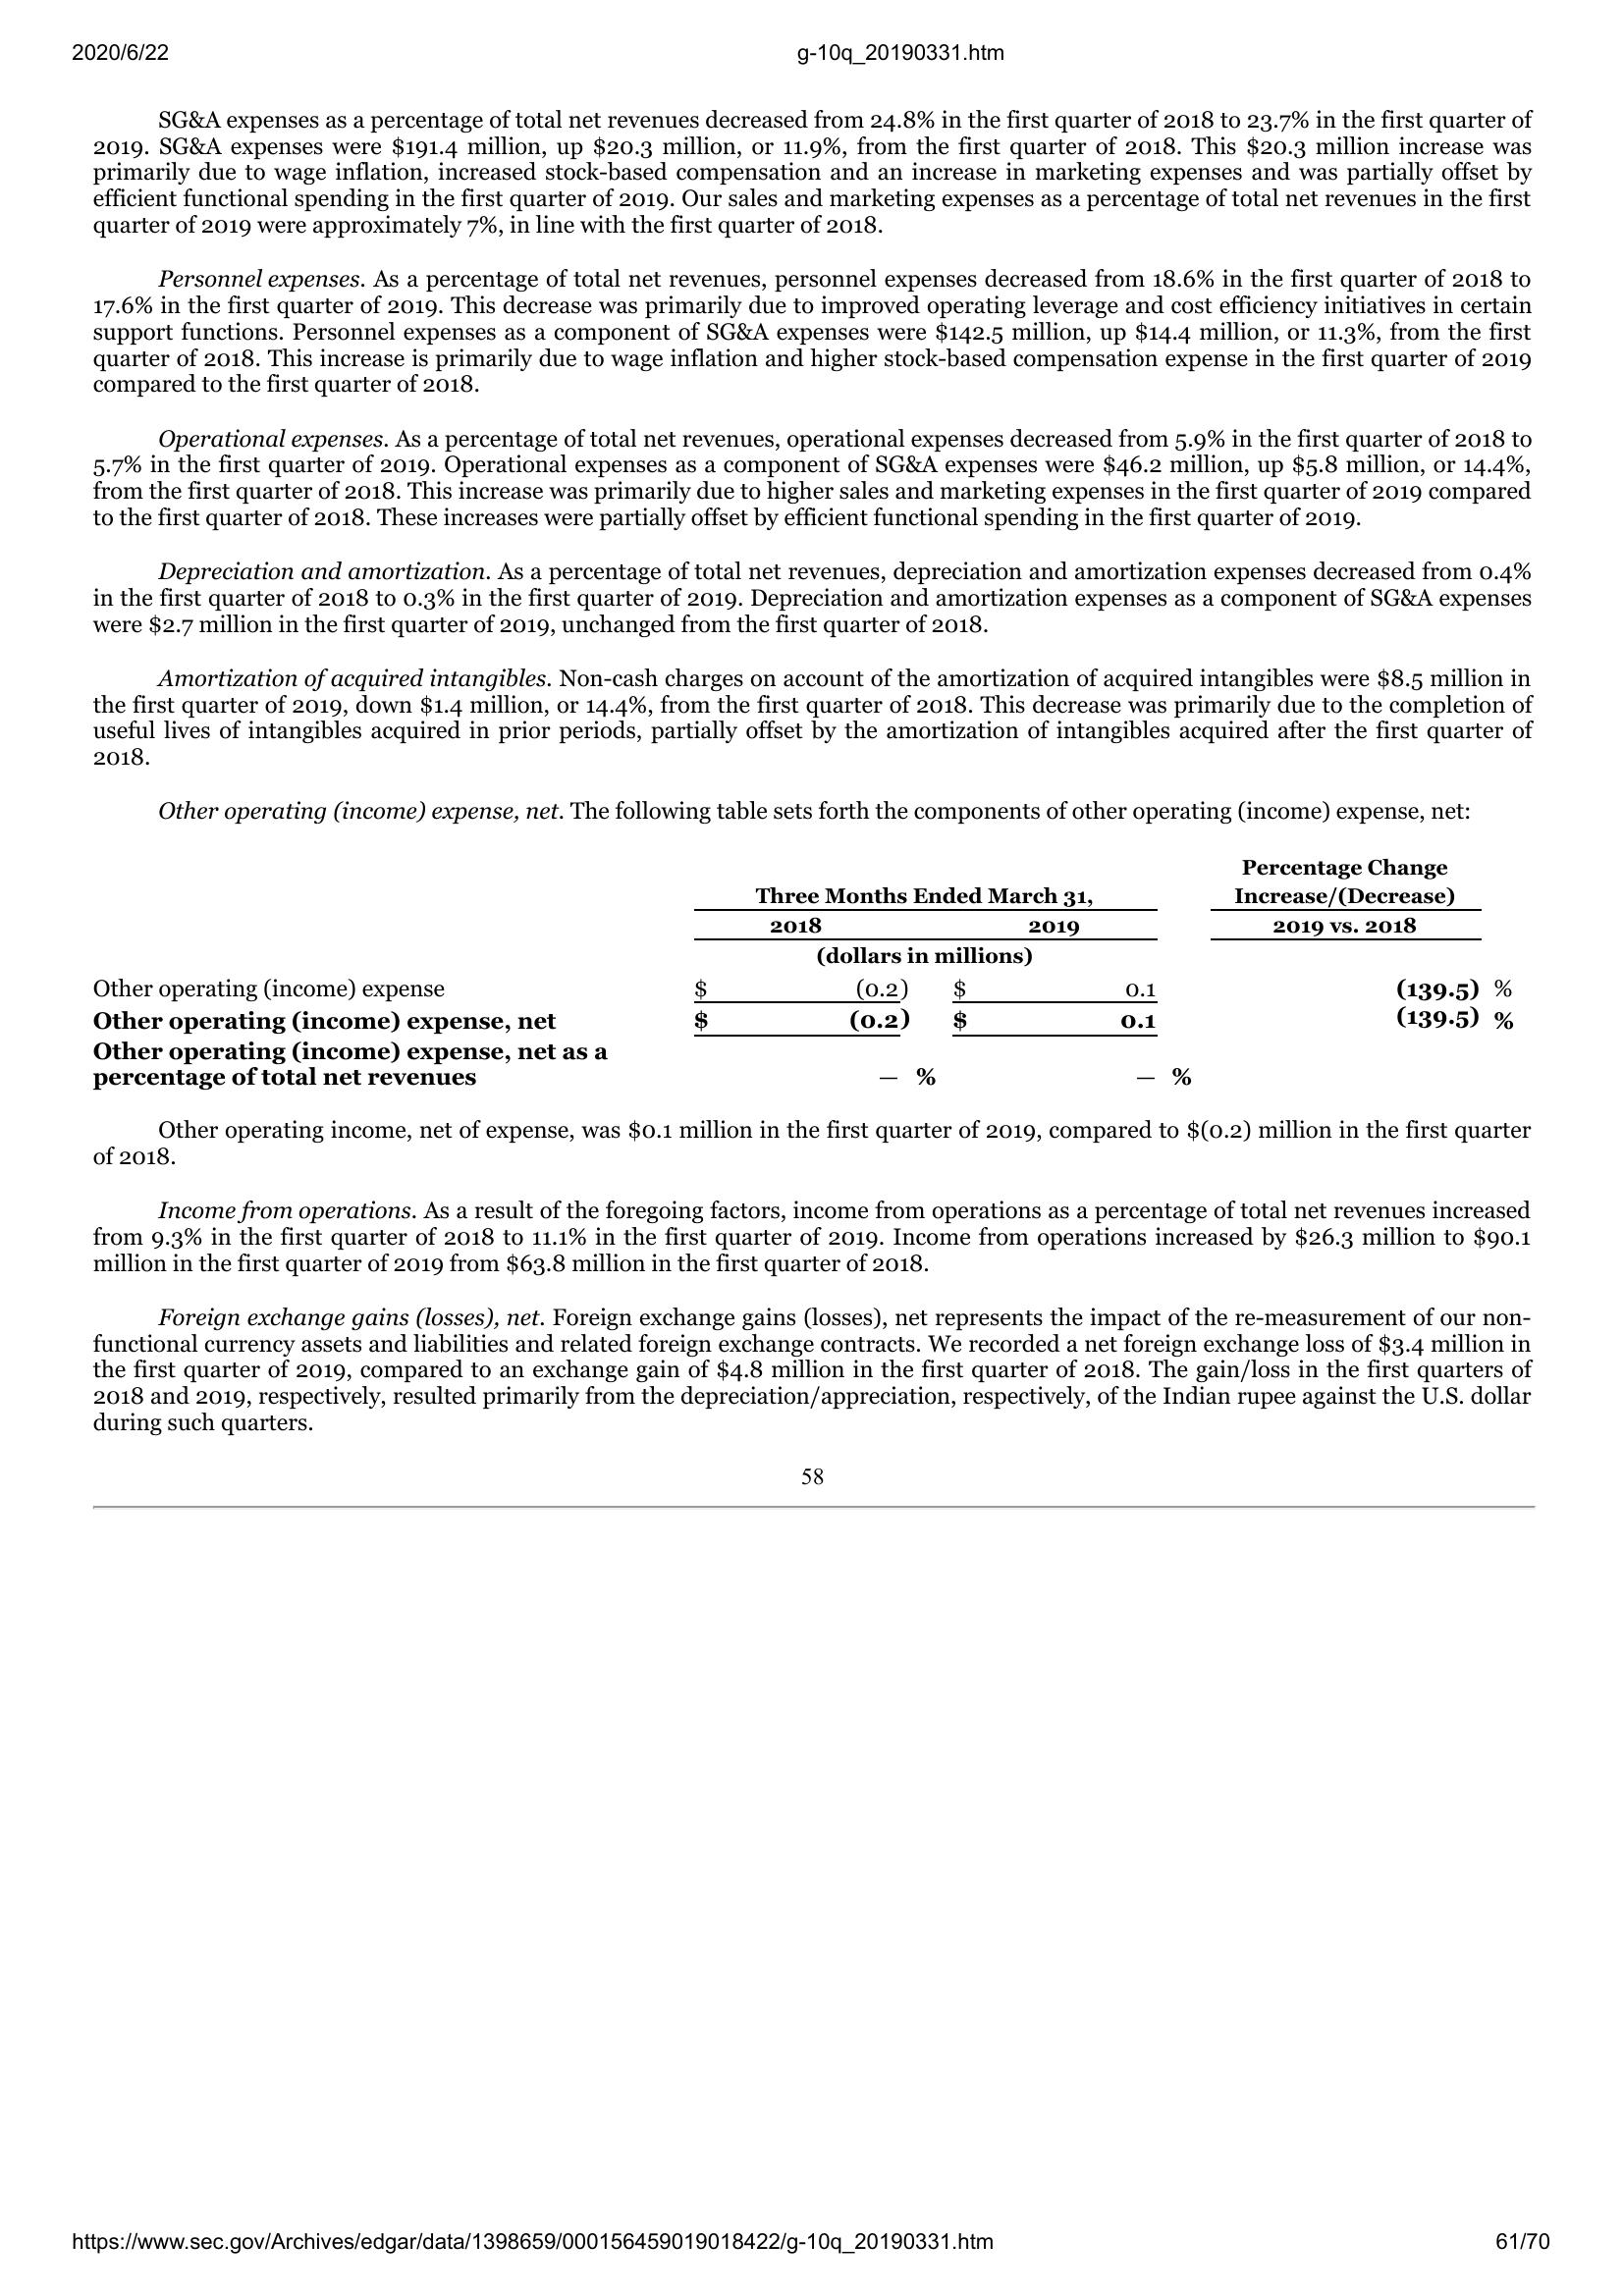 2020/6/22 g-10q_20190331.htm
SG&A expenses as a percentage of total net revenues decreased from 24.8% in the first quarter of 2018 to 23.7% in the first quarter of
2019. SG&A expenses were $191.4 million, up $20.3 million, or 11.9%, from the first quarter of 2018. This $20.3 million increase was
primarily due to wage inflation, increased stock-based compensation and an increase in marketing expenses and was partially offset by
efficient functional spending in the first quarter of 2019. Our sales and marketing expenses as a percentage of total net revenues in the first
quarter of 2019 were approximately 7%, in line with the first quarter of 2018.
Personnel expenses. As a percentage of total net revenues, personnel expenses decreased from 18.6% in the first quarter of 2018 to
17.6% in the first quarter of 2019. This decrease was primarily due to improved operating leverage and cost efficiency initiatives in certain
support functions. Personnel expenses as a component of SG&A expenses were $142.5 million, up $14.4 million, or 11.3%, from the first
quarter of 2018. This increase is primarily due to wage inflation and higher stock-based compensation expense in the first quarter of 2019
compared to the first quarter of 2018.
Operational expenses. As a percentage of total net revenues, operational expenses decreased from 5.9% in the first quarter of 2018 to
5.7% in the first quarter of 2019. Operational expenses as a component of SG&A expenses were $46.2 million, up $5.8 million, or 14.4%,
from the first quarter of 2018. This increase was primarily due to higher sales and marketing expenses in the first quarter of 2019 compared
to the first quarter of 2018. These increases were partially offset by efficient functional spending in the first quarter of 2019.
Depreciation and amortization. As a percentage of total net revenues, depreciation and amortization expenses decreased from 0.4%
in the first quarter of 2018 to 0.3% in the first quarter of 2019. Depreciation and amortization expenses as a component of SG&A expenses
were $2.7 million in the first quarter of 2019, unchanged from the first quarter of 2018.
Amortization of acquired intangibles. Non-cash charges on account of the amortization of acquired intangibles were $8.5 million in
the first quarter of 2019, down $1.4 million, or 14.4%, from the first quarter of 2018. This decrease was primarily due to the completion of
useful lives of intangibles acquired in prior periods, partially offset by the amortization of intangibles acquired after the first quarter of
2018.
Other operating (income) expense, net. The following table sets forth the components of other operating (income) expense, net:
Percentage Change
Three Months Ended March 31, Increase/(Decrease)
2018 2019 2019 vs. 2018
(dollars in millions)
Other operating (income) expense $ (0.2) $ 0.1 (139.5) %
Other operating (income) expense, net $ (0.2) $ 0.1 (139.5) %
Other operating (income) expense, net as a
percentage of total net revenues — % — %
Other operating income, net of expense, was $0.1 million in the first quarter of 2019, compared to $(0.2) million in the first quarter
of 2018.
Income from operations. As a result of the foregoing factors, income from operations as a percentage of total net revenues increased
from 9.3% in the first quarter of 2018 to 11.1% in the first quarter of 2019. Income from operations increased by $26.3 million to $90.1
million in the first quarter of 2019 from $63.8 million in the first quarter of 2018.
Foreign exchange gains (losses), net. Foreign exchange gains (losses), net represents the impact of the re-measurement of our non-
functional currency assets and liabilities and related foreign exchange contracts. We recorded a net foreign exchange loss of $3.4 million in
the first quarter of 2019, compared to an exchange gain of $4.8 million in the first quarter of 2018. The gain/loss in the first quarters of
2018 and 2019, respectively, resulted primarily from the depreciation/appreciation, respectively, of the Indian rupee against the U.S. dollar
during such quarters.
58
https://www.sec.gov/Archives/edgar/data/1398659/000156459019018422/g-10q_20190331.htm 61/70